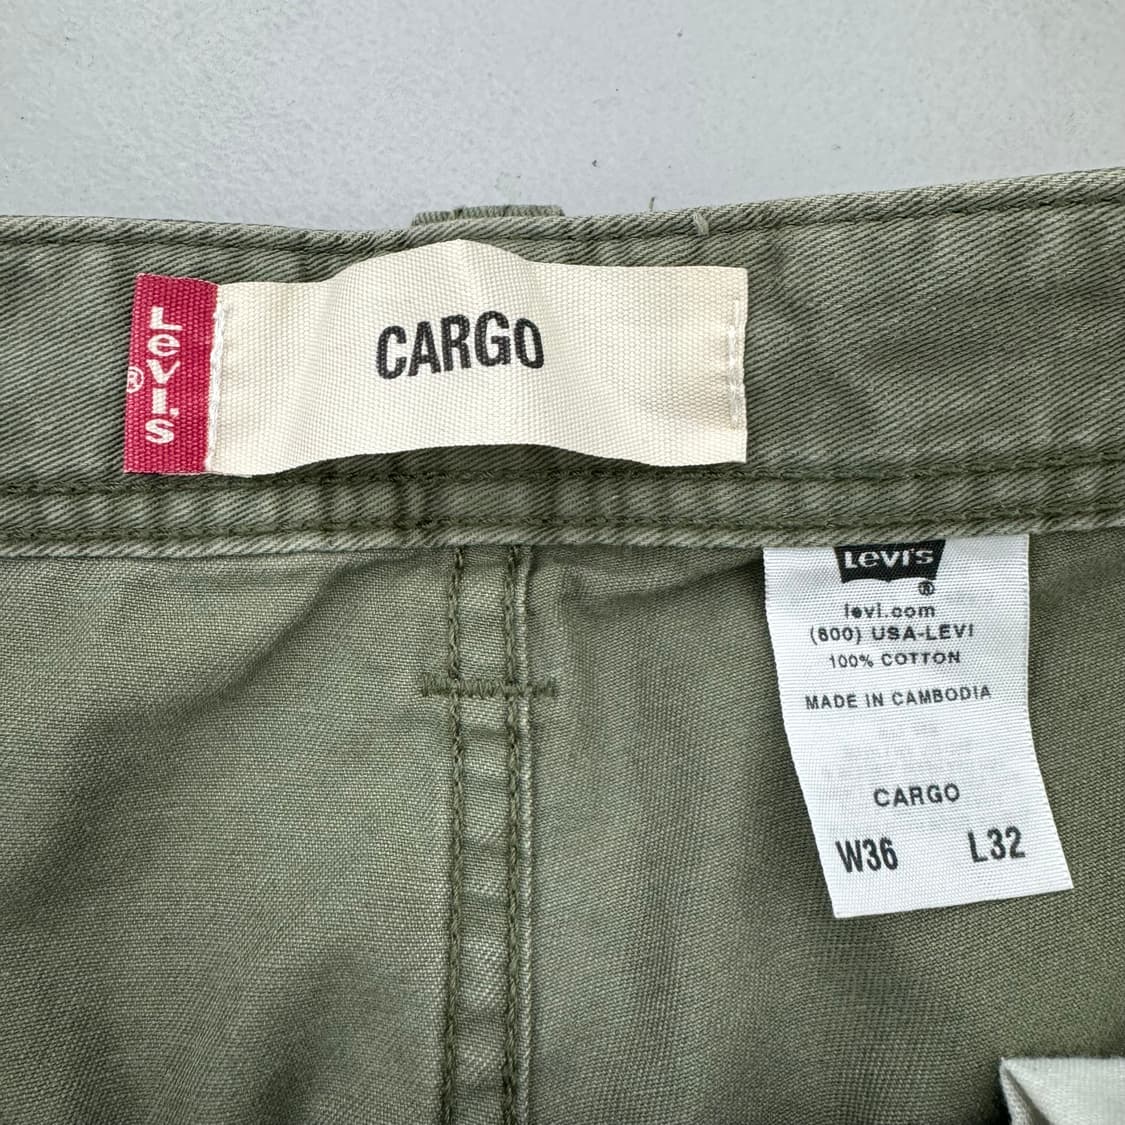 Levi's
®
CARGO
Levi's
®
levi.com
(800) USA-LEVI
100% COTTON
MADE IN CAMBODIA
CARGO
W36 L32